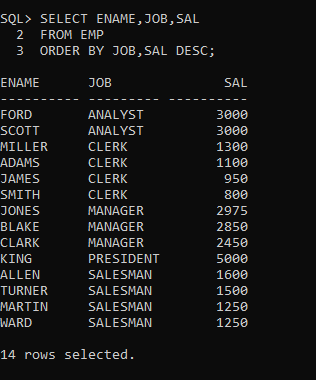 SQL> SELECT ENAME,JOB,SAL
  2  FROM EMP
  3  ORDER BY JOB,SAL DESC;

ENAME      JOB              SAL
---------- --------- ----------
FORD       ANALYST         3000
SCOTT      ANALYST         3000
MILLER     CLERK           1300
ADAMS      CLERK           1100
JAMES      CLERK            950
SMITH      CLERK            800
JONES      MANAGER         2975
BLAKE      MANAGER         2850
CLARK      MANAGER         2450
KING       PRESIDENT       5000
ALLEN      SALESMAN        1600
TURNER     SALESMAN        1500
MARTIN     SALESMAN        1250
WARD       SALESMAN        1250

14 rows selected.